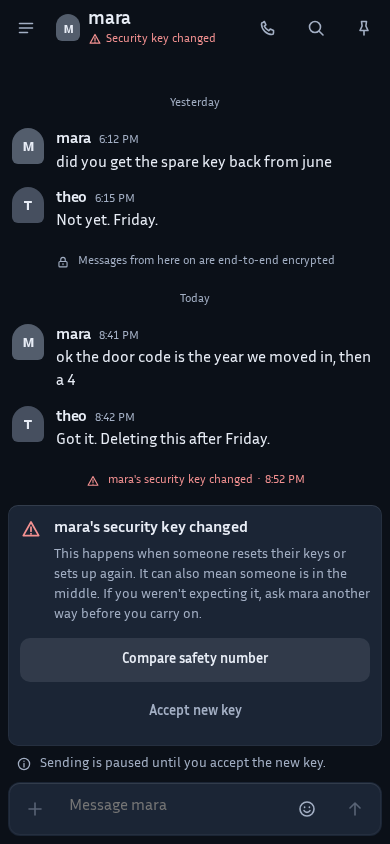 M
mara
Security key changed
Yesterday
M
mara 6:12 PM
did you get the spare key back from june
T
theo 6:15 PM
Not yet. Friday.
Messages from here on are end-to-end encrypted
Today
M
mara 8:41 PM
ok the door code is the year we moved in, then
a 4
T
theo 8:42 PM
Got it. Deleting this after Friday.
mara's security key changed · 8:52 PM
mara's security key changed
This happens when someone resets their keys or
sets up again. It can also mean someone is in the
middle. If you weren't expecting it, ask mara another
way before you carry on.
Compare safety number
Accept new key
Sending is paused until you accept the new key.
Message mara